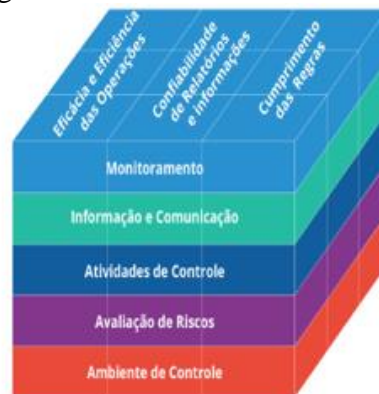 Eficácia e Eficiência
das Operações
Confiabilidade
de Relatórios
e informações
Cumprimento
das Regras
Monitoramento
Informação e Comunicação
Atividades de Controle
Avaliação de Riscos
Ambiente de Controle